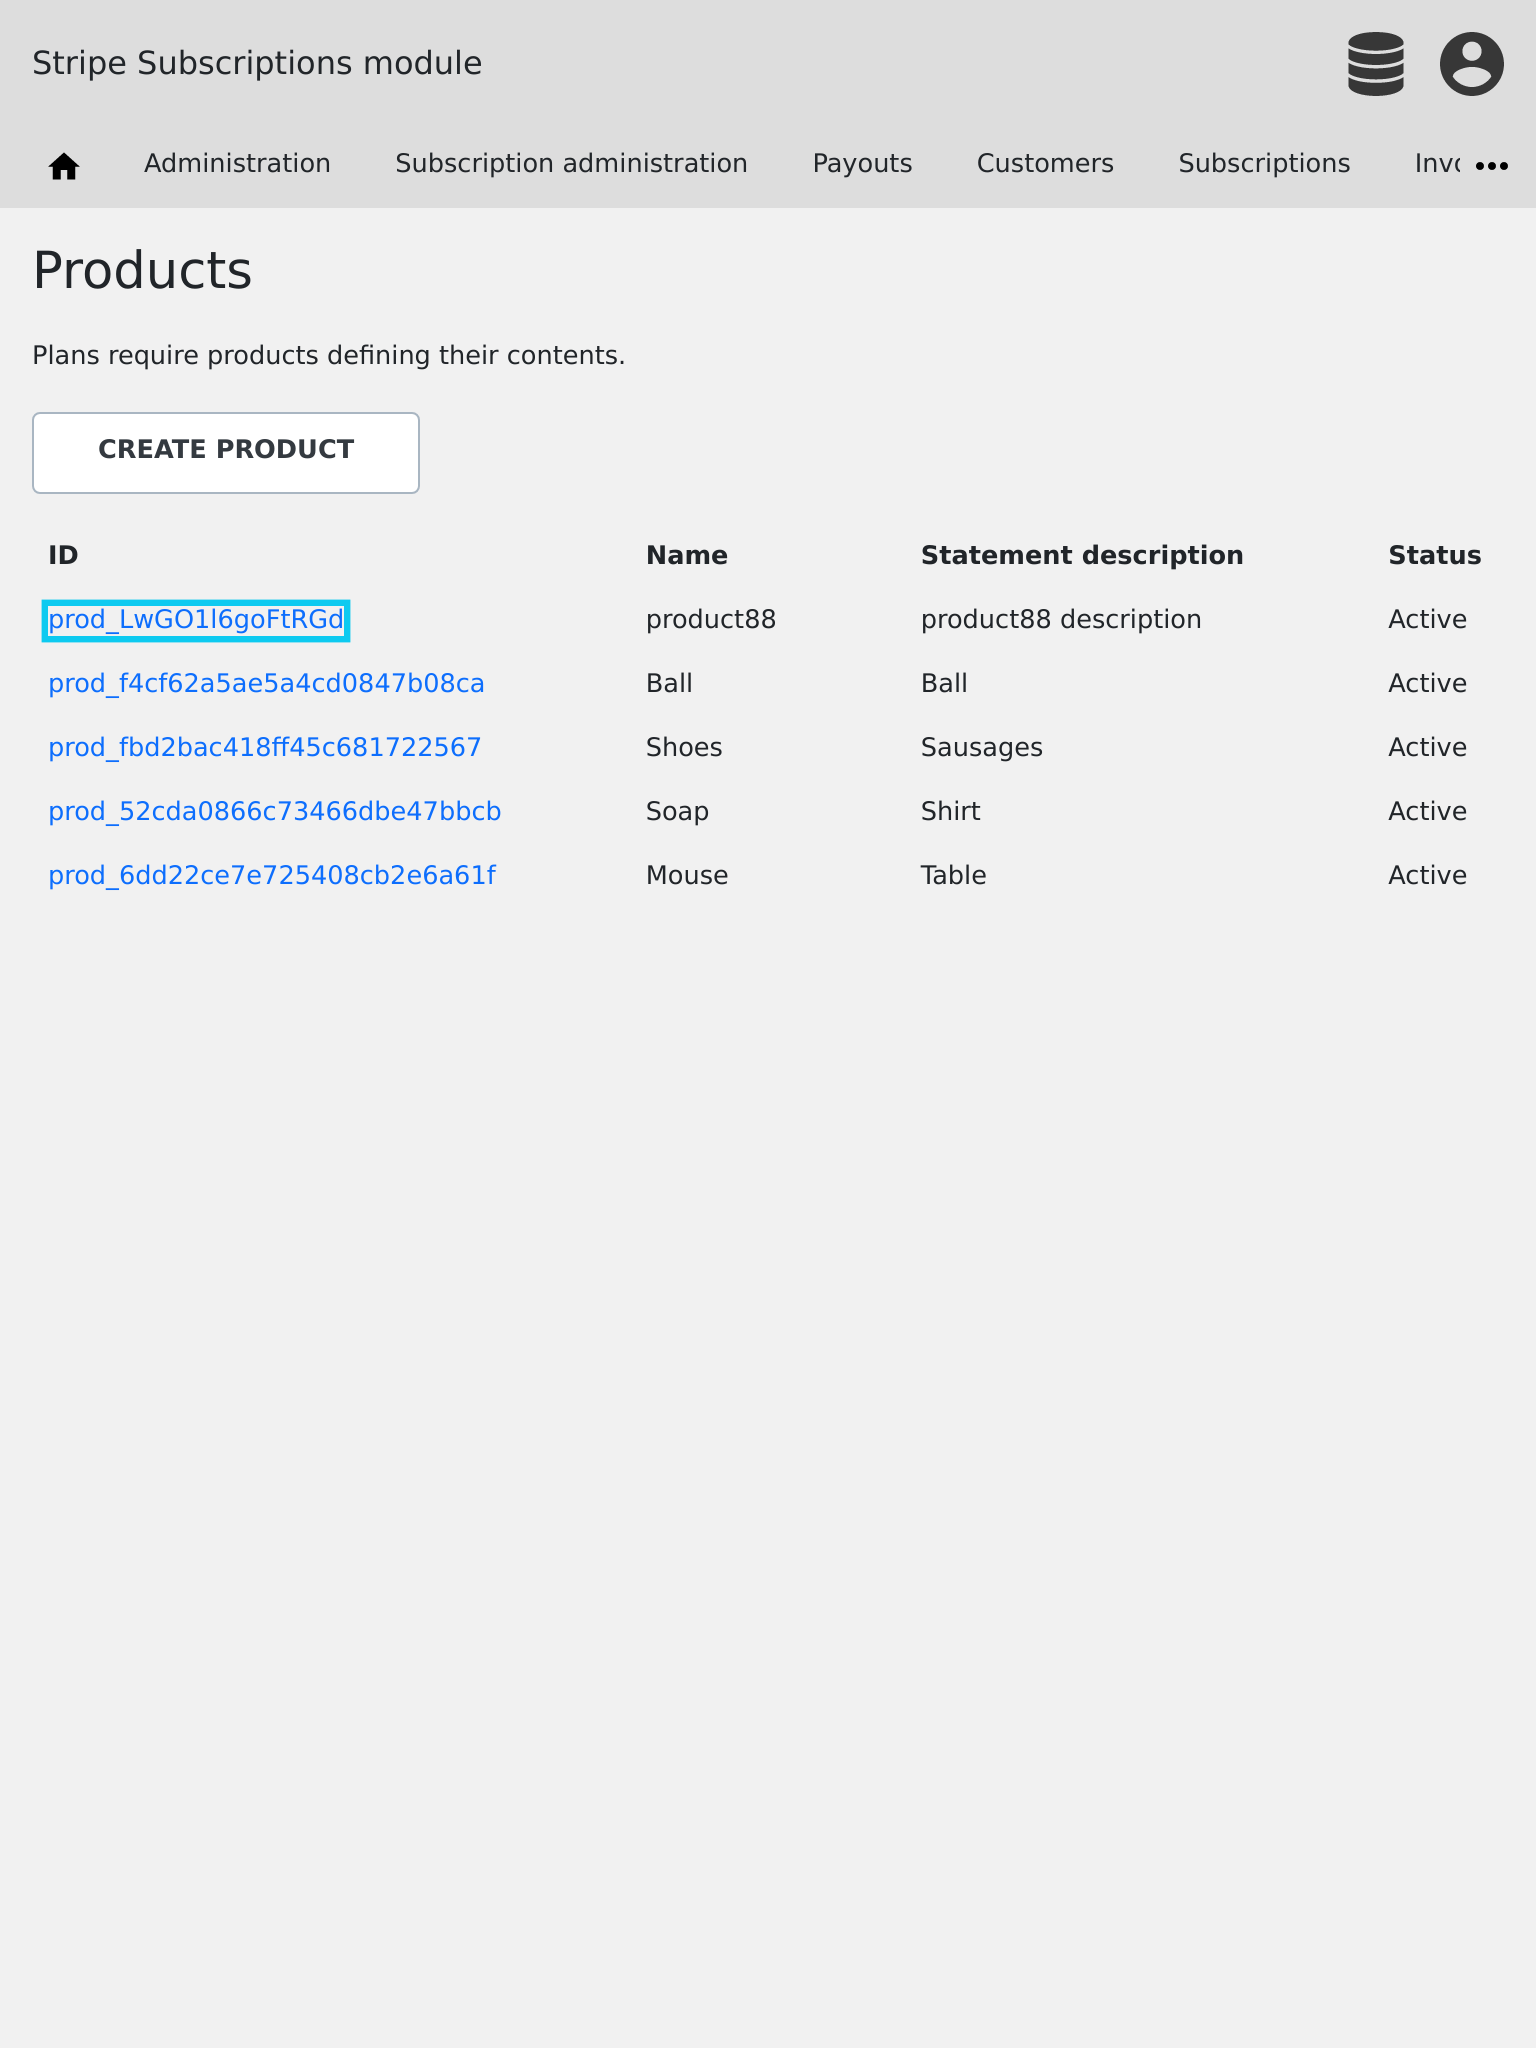 Stripe Subscriptions module
Administration Subscription administration Payouts Customers Subscriptions
Products
Plans require products defining their contents.
CREATE PRODUCT
ID Name Statement description Status
prod_LwGO1l6goFtRGd product88 product88 description Active
prod_f4cf62a5ae5a4cd0847b08ca Ball Ball Active
prod_fbd2bac418ff45c681722567 Shoes Sausages Active
prod_52cda0866c73466dbe47bbcb Soap Shirt Active
prod_6dd22ce7e725408cb2e6a61f Mouse Table Active